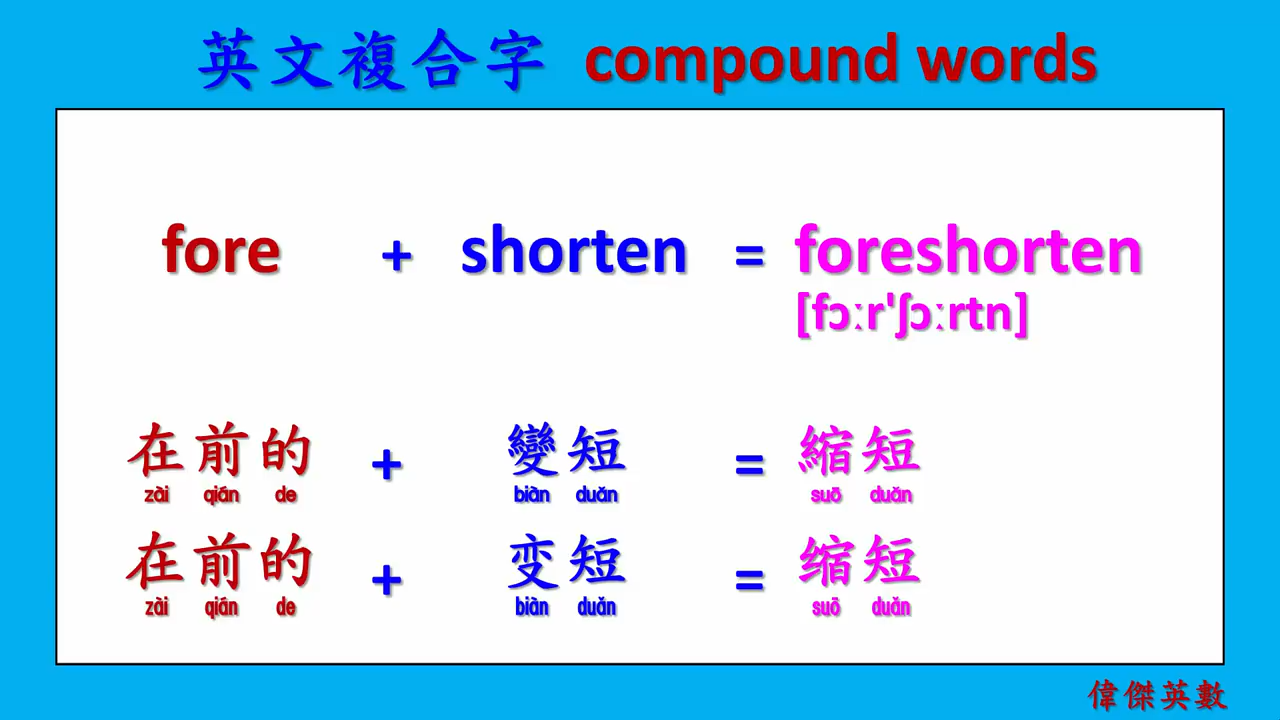 英文複合字 compound words
fore + shorten = foreshorten
[fɔːr'ʃɔːrtn]
在前的 + 變短 = 縮短
zài qián de biàn duǎn suō duǎn
在前的 + 变短 = 缩短
zài qián de biàn duǎn suō duǎn
偉傑英數